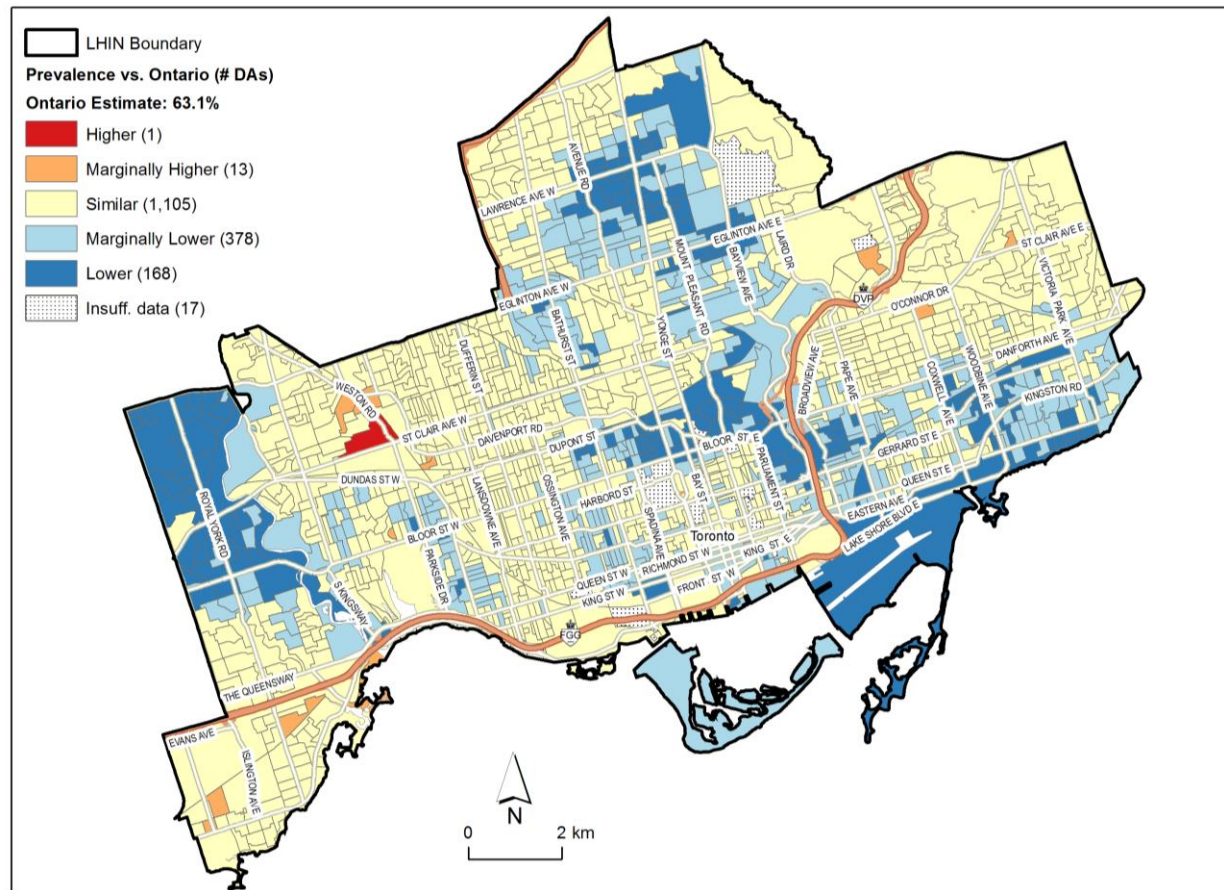 LHIN Boundary
Prevalence vs. Ontario (# DAs)
Ontario Estimate: 63.1%
Higher (1)
Marginally Higher (13)
Similar (1,105)
Marginally Lower (378)
Lower (168)
Insuff. data (17)
AVENUE RD
LAWRENCE AVE W
EGLINTON AVE E
LAIRD DR
ST CLAIR AVE E
MOUNT PLEASANT RD
BAYVIEW AVE
VICTORIA PARK AVE
EGLINTON AVE W
BATHURST ST
DVP
O'CONNOR DR
YONGE ST
DUFFERIN ST
BROADVIEW AVE
PAPE AVE
COXWELL AVE
WOODBINE AVE
DANFORTH AVE
KINGSTON RD
WESTON RD
ST CLAIR AVE W
DAVENPORT RD
DUPONT ST
BLOOR ST E
GERRARD ST E
DUNDAS ST W
LANSDOWNE AVE
OSSINGTON AVE
HARBORD ST
BAY ST
PARLIAMENT ST
QUEEN ST E
ROYAL YORK RD
BLOOR ST W
SPADINA AVE
Toronto
EASTERN AVE
LAKE SHORE BLVD E
PARKSIDE DR
QUEEN ST W
RICHMOND ST W
KING ST E
S KINGSWAY
KING ST W
FRONT ST W
FGG
THE QUEENSWAY
EVANS AVE
ISLINGTON AVE
N
0 2 km